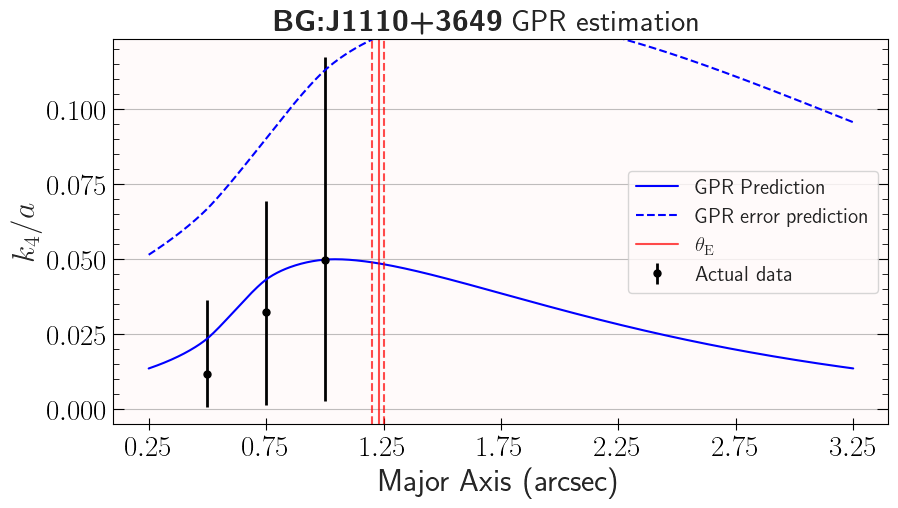 BG:J1110+3649 GPR estimation
0.100
0.075
0.050
0.025
0.000
k4/a
GPR Prediction
GPR error prediction
θE
Actual data
0.25 0.75 1.25 1.75 2.25 2.75 3.25
Major Axis (arcsec)